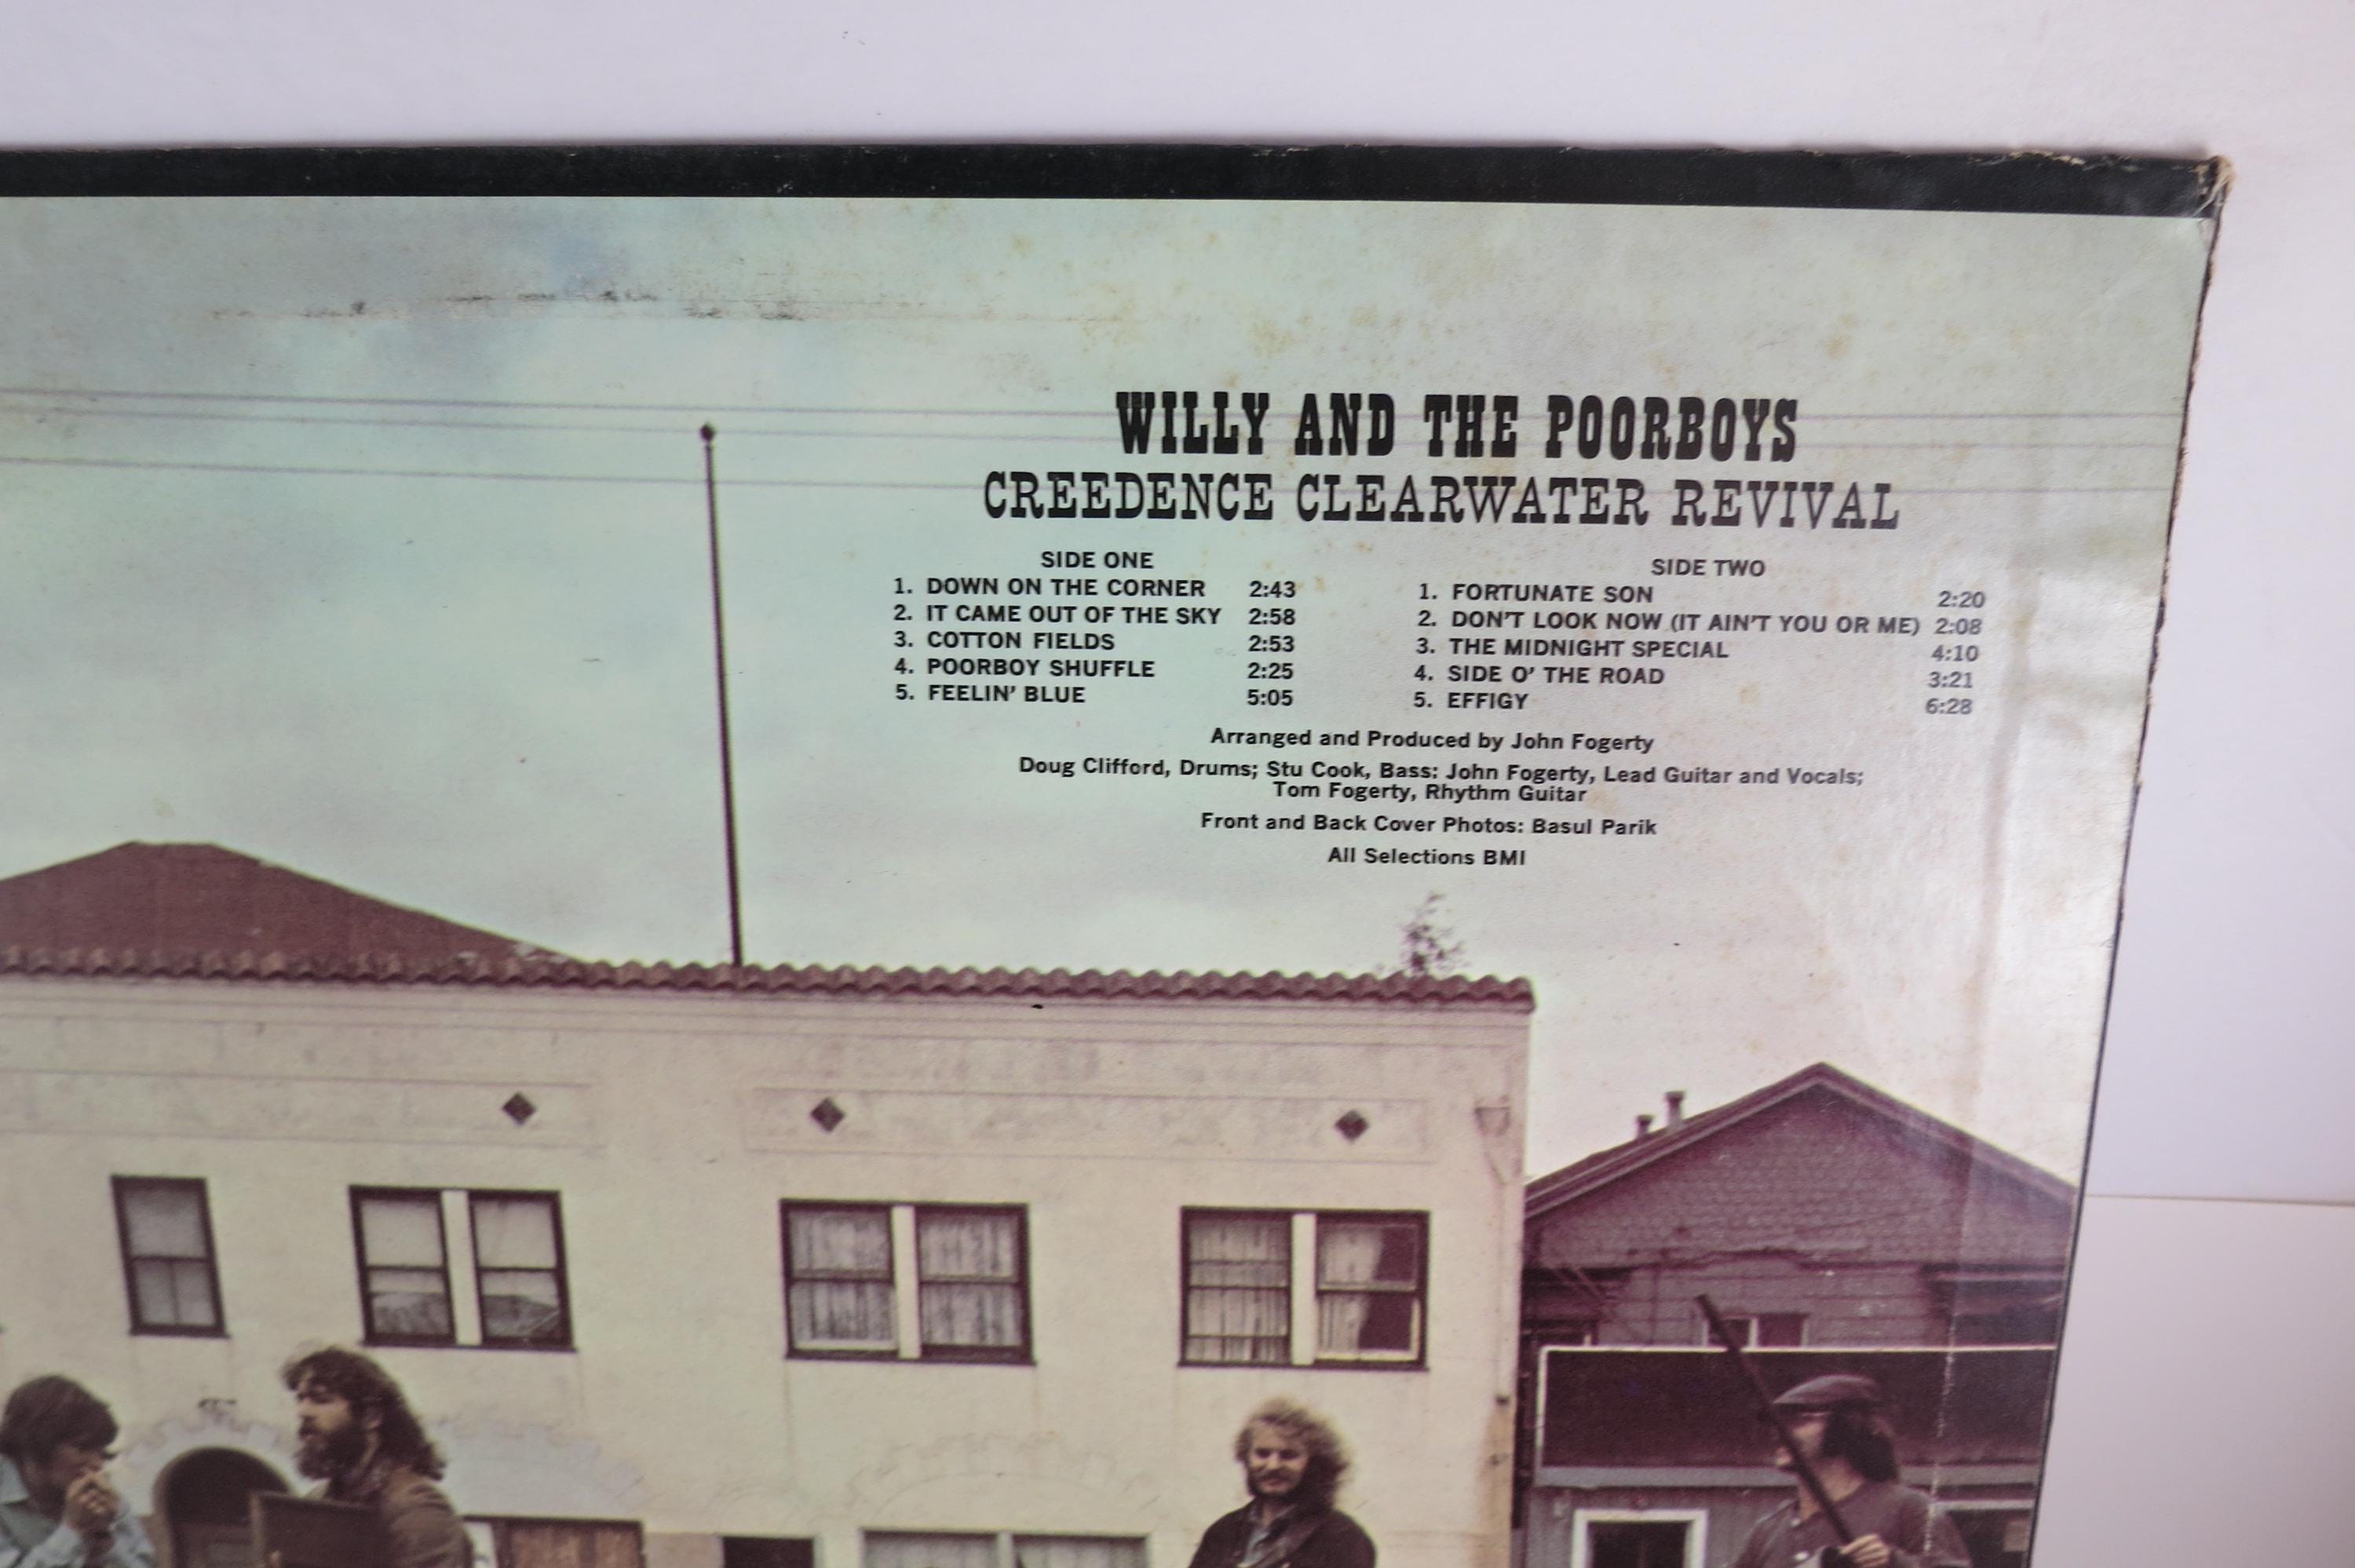 WILLY AND THE POORBOYS
CREEDENCE CLEARWATER REVIVAL
SIDE ONE
1. DOWN ON THE CORNER 2:43
2. IT CAME OUT OF THE SKY 2:58
3. COTTON FIELDS 2:53
4. POORBOY SHUFFLE 2:25
5. FEELIN' BLUE 5:05
SIDE TWO
1. FORTUNATE SON 2:20
2. DON'T LOOK NOW (IT AIN'T YOU OR ME) 2:08
3. THE MIDNIGHT SPECIAL 4:10
4. SIDE O' THE ROAD 3:21
5. EFFIGY 6:28
Arranged and Produced by John Fogerty
Doug Clifford, Drums; Stu Cook, Bass; John Fogerty, Lead Guitar and Vocals;
Tom Fogerty, Rhythm Guitar
Front and Back Cover Photos: Basul Parik
All Selections BMI